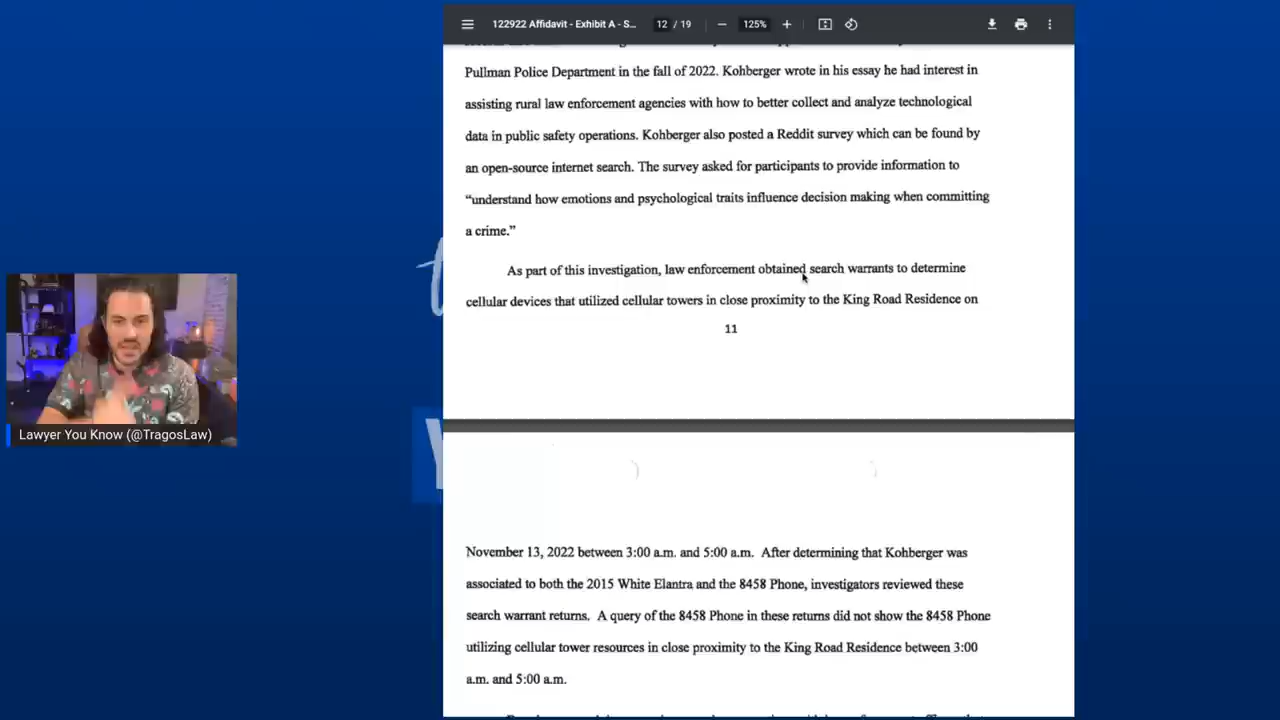 122922 Affidavit - Exhibit A - S...
12 / 19
125%
Pullman Police Department in the fall of 2022. Kohberger wrote in his essay he had interest in
assisting rural law enforcement agencies with how to better collect and analyze technological
data in public safety operations. Kohberger also posted a Reddit survey which can be found by
an open-source internet search. The survey asked for participants to provide information to
“understand how emotions and psychological traits influence decision making when committing
a crime.”
As part of this investigation, law enforcement obtained search warrants to determine
cellular devices that utilized cellular towers in close proximity to the King Road Residence on
11
November 13, 2022 between 3:00 a.m. and 5:00 a.m. After determining that Kohberger was
associated to both the 2015 White Elantra and the 8458 Phone, investigators reviewed these
search warrant returns. A query of the 8458 Phone in these returns did not show the 8458 Phone
utilizing cellular tower resources in close proximity to the King Road Residence between 3:00
a.m. and 5:00 a.m.
Lawyer You Know (@TragosLaw)